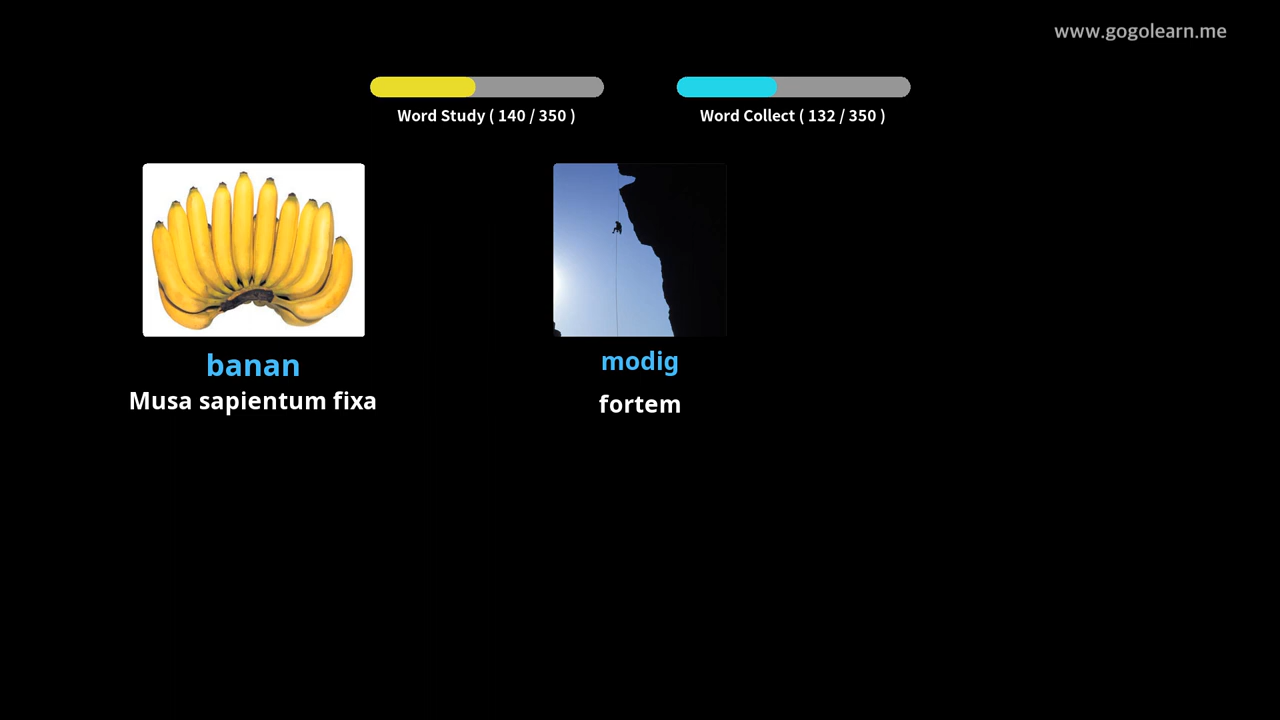 www.gogolearn.me
Word Study ( 140 / 350 )
Word Collect ( 132 / 350 )
banan
Musa sapientum fixa
modig
fortem